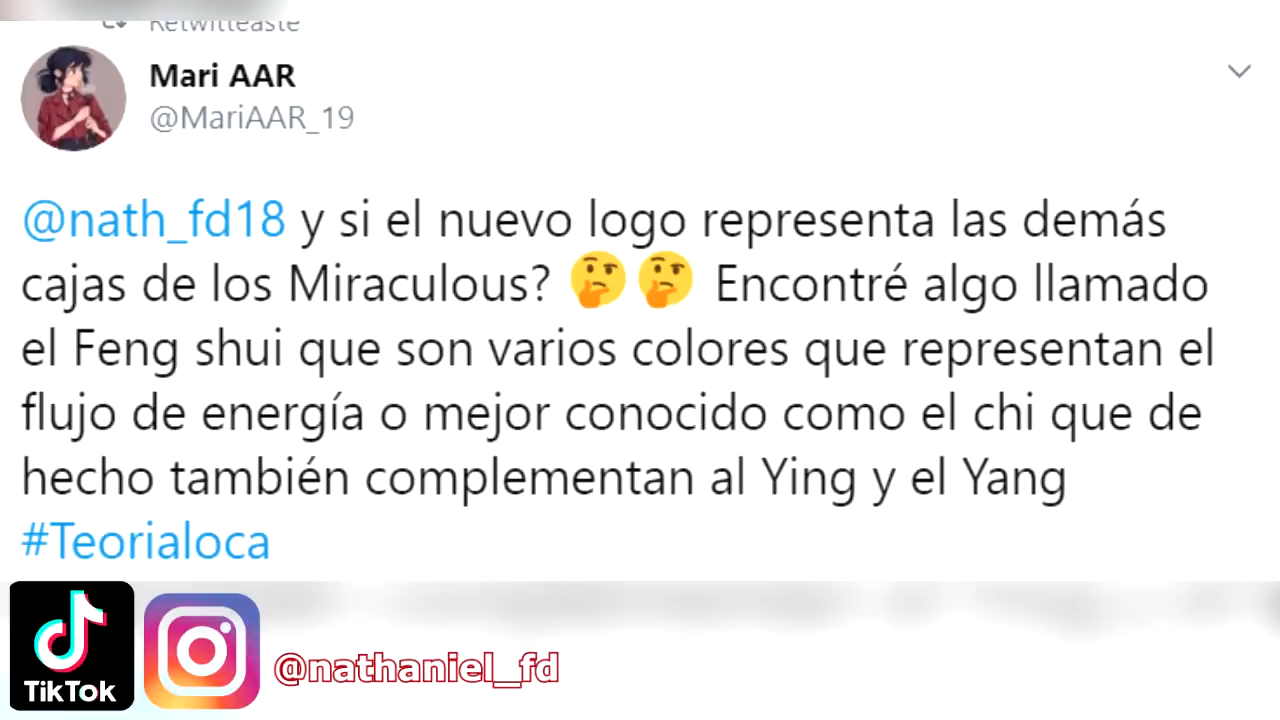 Retwitteaste
Mari AAR
@MariAAR_19
@nath_fd18 y si el nuevo logo representa las demás
cajas de los Miraculous? 🤔🤔 Encontré algo llamado
el Feng shui que son varios colores que representan el
flujo de energía o mejor conocido como el chi que de
hecho también complementan al Ying y el Yang
#Teorialoca
TikTok
@nathaniel_fd